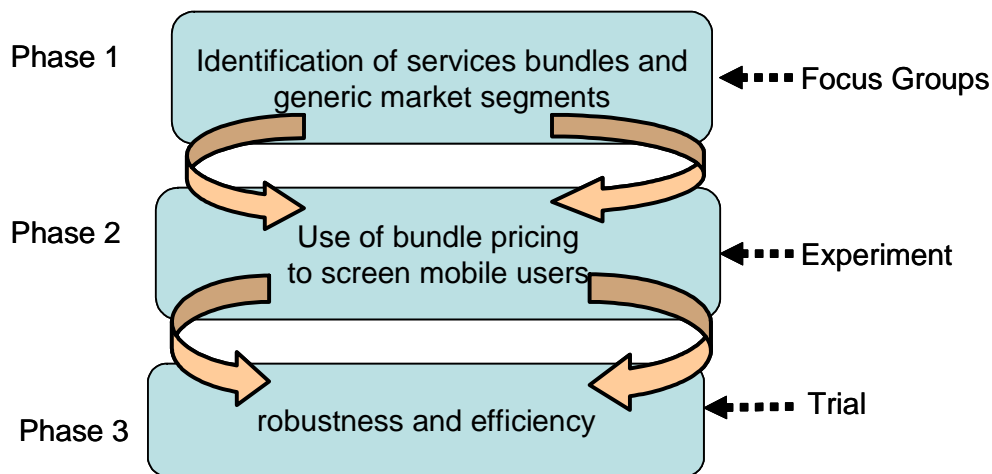 Phase 1
Identification of services bundles and
generic market segments
Focus Groups
Phase 2
Use of bundle pricing
to screen mobile users
Experiment
Phase 3
robustness and efficiency
Trial